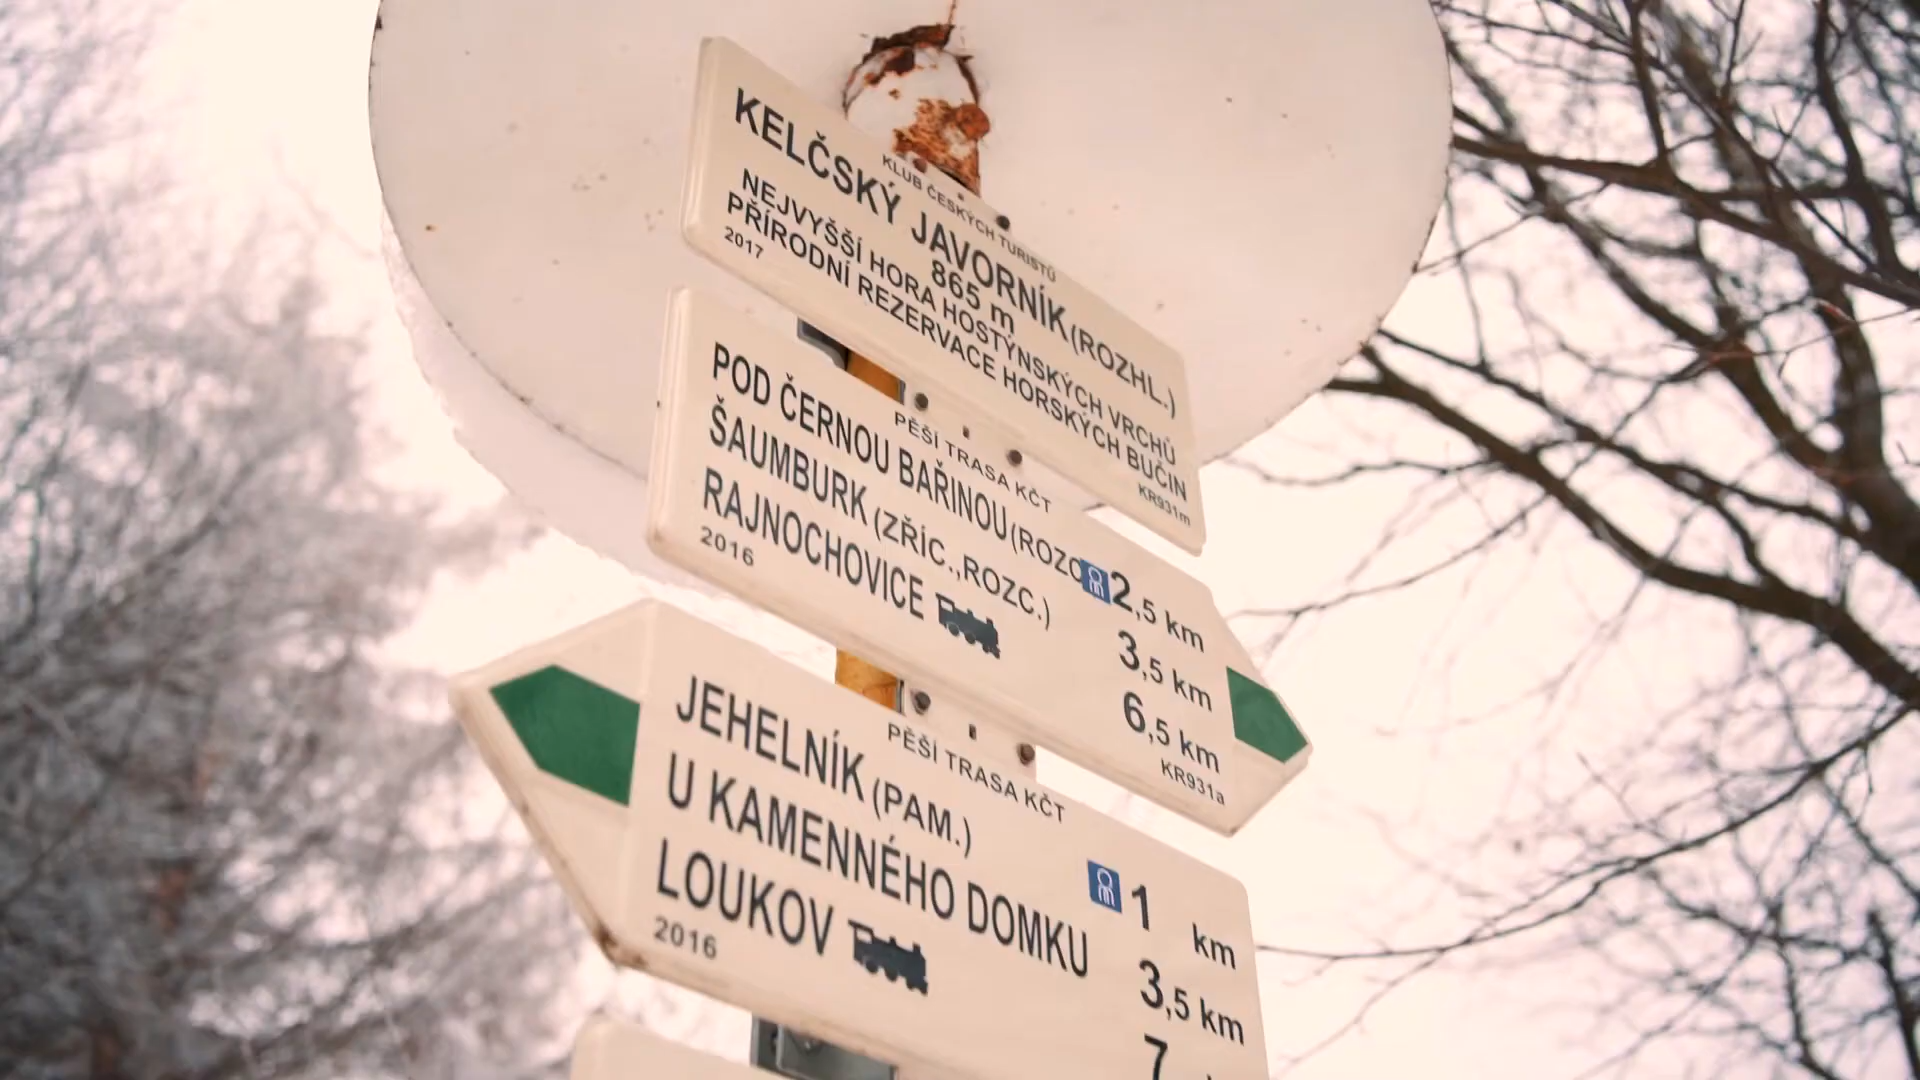 KLUB ČESKÝCH TURISTŮ
KELČSKÝ JAVORNÍK (ROZHL.)
865 m
NEJVYŠŠÍ HORA HOSTÝNSKÝCH VRCHŮ
PŘÍRODNÍ REZERVACE HORSKÝCH BUČIN
2017 KR931m
PĚŠÍ TRASA KČT
POD ČERNOU BAŘINOU (ROZC 2,5 km
ŠAUMBURK (ZŘÍC.,ROZC.) 3,5 km
RAJNOCHOVICE 6,5 km
2016 KR931a
PĚŠÍ TRASA KČT
JEHELNÍK (PAM.) 1 km
U KAMENNÉHO DOMKU 3,5 km
LOUKOV 7
2016